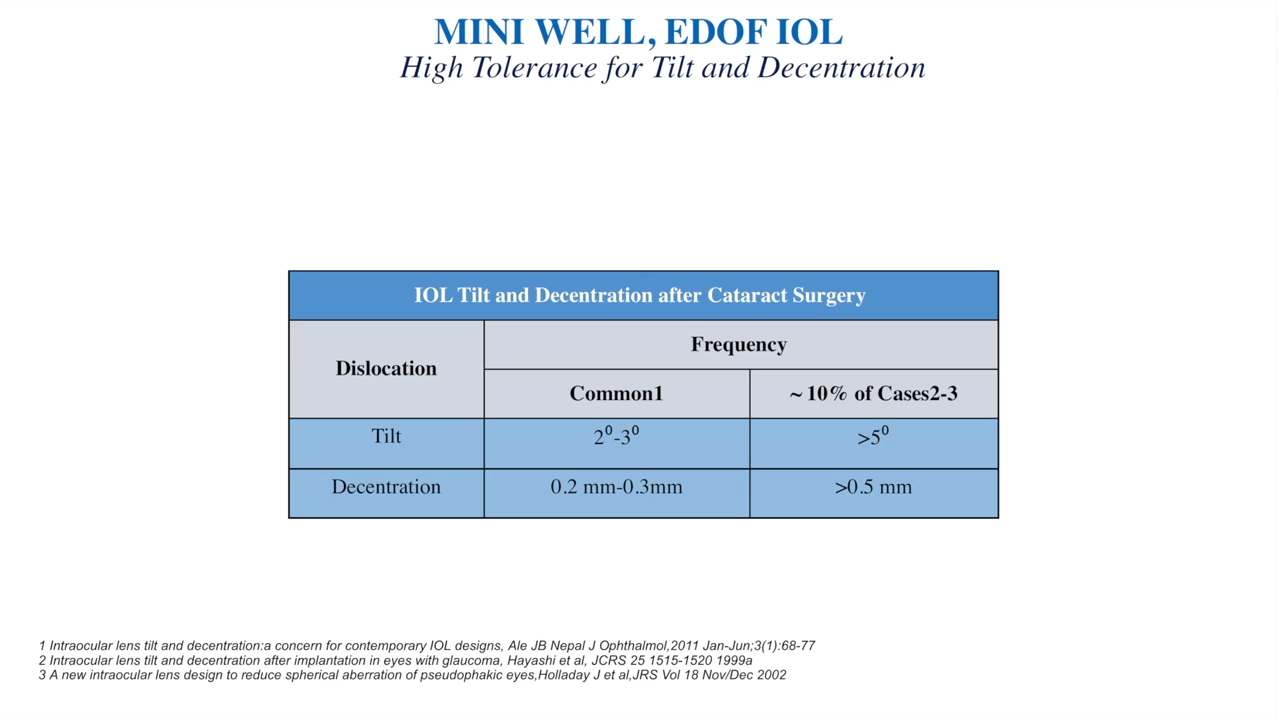 MINI WELL, EDOF IOL
High Tolerance for Tilt and Decentration
IOL Tilt and Decentration after Cataract Surgery
Dislocation
Frequency
Common1
~ 10% of Cases2-3
Tilt
2⁰-3⁰
>5⁰
Decentration
0.2 mm-0.3mm
>0.5 mm
1 Intraocular lens tilt and decentration:a concern for contemporary IOL designs, Ale JB Nepal J Ophthalmol,2011 Jan-Jun;3(1):68-77
2 Intraocular lens tilt and decentration after implantation in eyes with glaucoma, Hayashi et al, JCRS 25 1515-1520 1999a
3 A new intraocular lens design to reduce spherical aberration of pseudophakic eyes,Holladay J et al,JRS Vol 18 Nov/Dec 2002